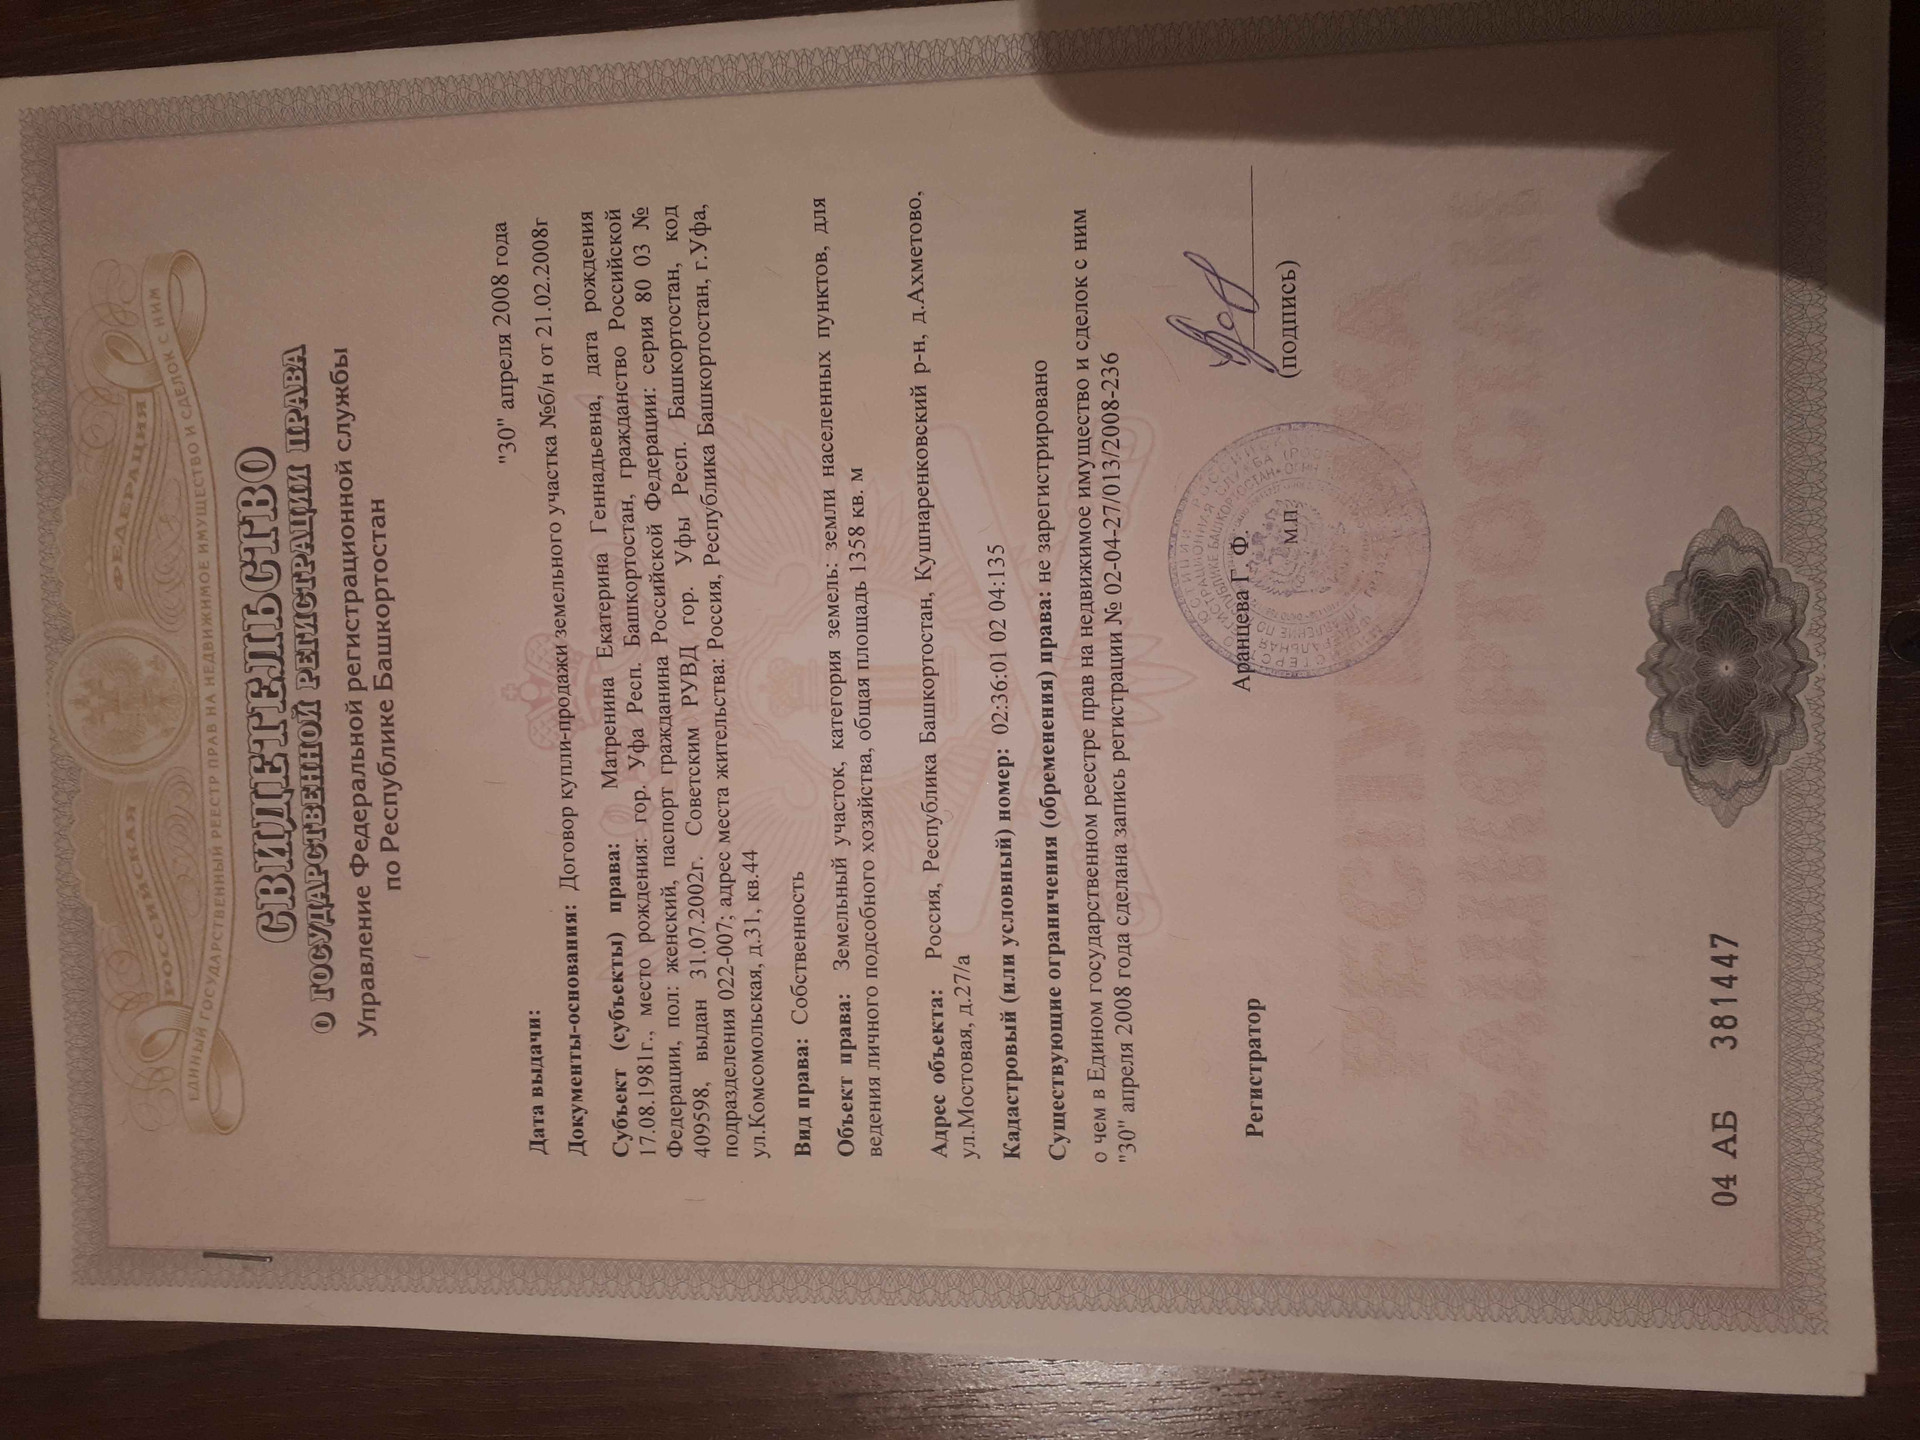 РОССИЙСКАЯ ФЕДЕРАЦИЯ
ЕДИНЫЙ ГОСУДАРСТВЕННЫЙ РЕЕСТР ПРАВ НА НЕДВИЖИМОЕ ИМУЩЕСТВО И СДЕЛОК С НИМ
СВИДЕТЕЛЬСТВО
О ГОСУДАРСТВЕННОЙ РЕГИСТРАЦИИ ПРАВА
Управление Федеральной регистрационной службы
по Республике Башкортостан
"30" апреля 2008 года
Дата выдачи:
Документы-основания: Договор купли-продажи земельного участка №б/н от 21.02.2008г
Субъект (субъекты) права: Матренина Екатерина Геннадьевна, дата рождения
17.08.1981г., место рождения: гор. Уфа Респ. Башкортостан, гражданство Российской
Федерации, пол: женский, паспорт гражданина Российской Федерации: серия 80 03 №
409598, выдан 31.07.2002г. Советским РУВД гор. Уфы Респ. Башкортостан, код
подразделения 022-007; адрес места жительства: Россия, Республика Башкортостан, г.Уфа,
ул.Комсомольская, д.31, кв.44
Вид права: Собственность
Объект права: Земельный участок, категория земель: земли населенных пунктов, для
ведения личного подсобного хозяйства, общая площадь 1358 кв. м
Адрес объекта: Россия, Республика Башкортостан, Кушнаренковский р-н, д.Ахметово,
ул.Мостовая, д.27/а
Кадастровый (или условный) номер: 02:36:01 02 04:135
Существующие ограничения (обременения) права: не зарегистрировано
о чем в Едином государственном реестре прав на недвижимое имущество и сделок с ним
"30" апреля 2008 года сделана запись регистрации № 02-04-27/013/2008-236
Регистратор Аранцева Г. Ф.
М.П. (подпись)
04 АБ 381447